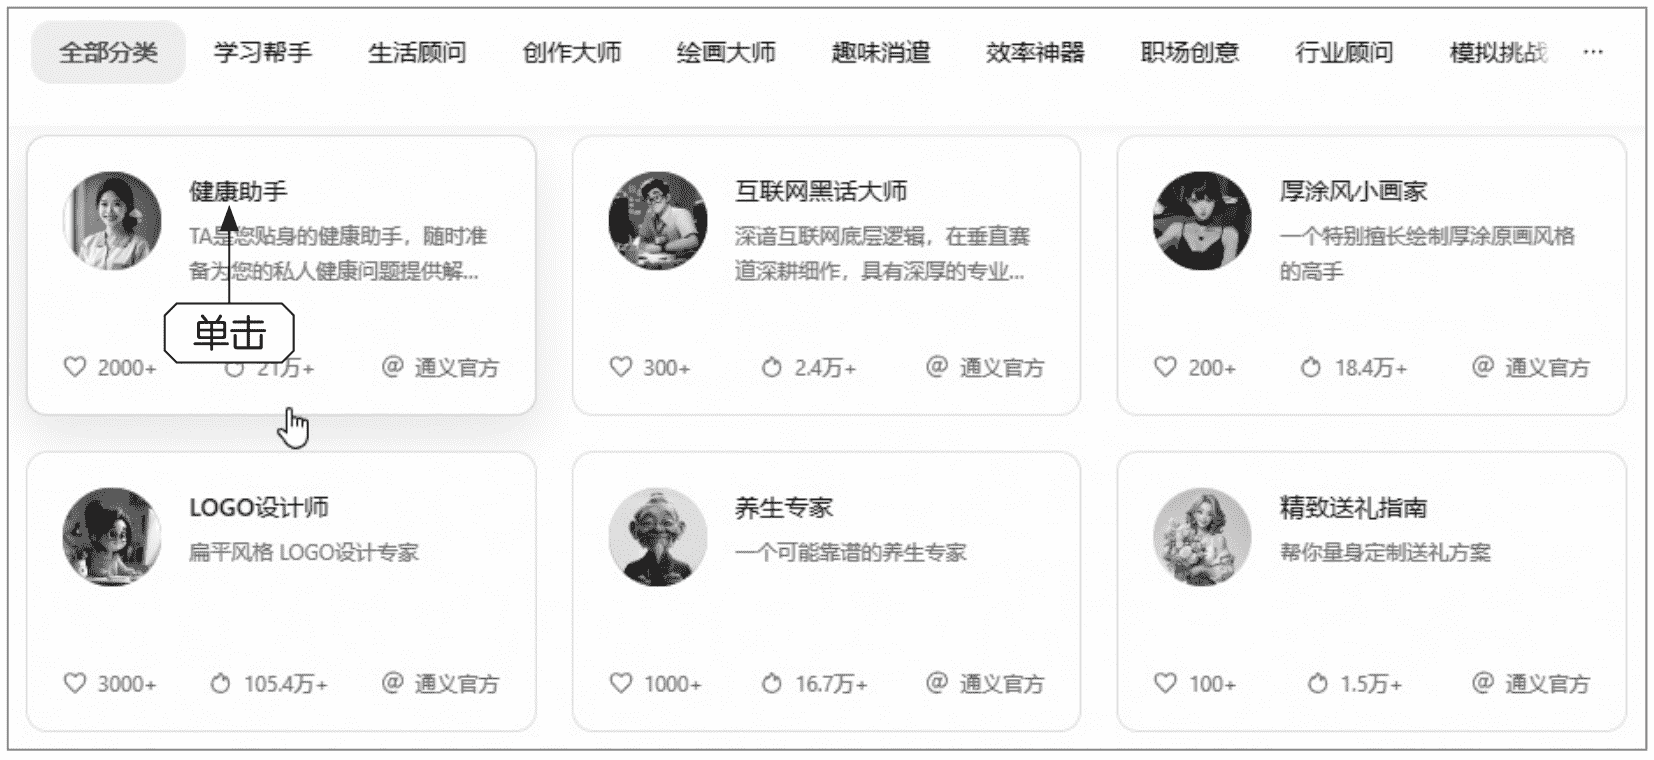 全部分类 学习帮手 生活顾问 创作大师 绘画大师 趣味消遣 效率神器 职场创意 行业顾问 模拟挑战 ···
健康助手
TA是您贴身的健康助手，随时准
备为您的私人健康问题提供解...
单击
2000+ 21万+ @ 通义官方
互联网黑话大师
深谙互联网底层逻辑，在垂直赛
道深耕细作，具有深厚的专业...
300+ 2.4万+ @ 通义官方
厚涂风小画家
一个特别擅长绘制厚涂原画风格
的高手
200+ 18.4万+ @ 通义官方
LOGO设计师
扁平风格 LOGO设计专家
3000+ 105.4万+ @ 通义官方
养生专家
一个可能靠谱的养生专家
1000+ 16.7万+ @ 通义官方
精致送礼指南
帮你量身定制送礼方案
100+ 1.5万+ @ 通义官方